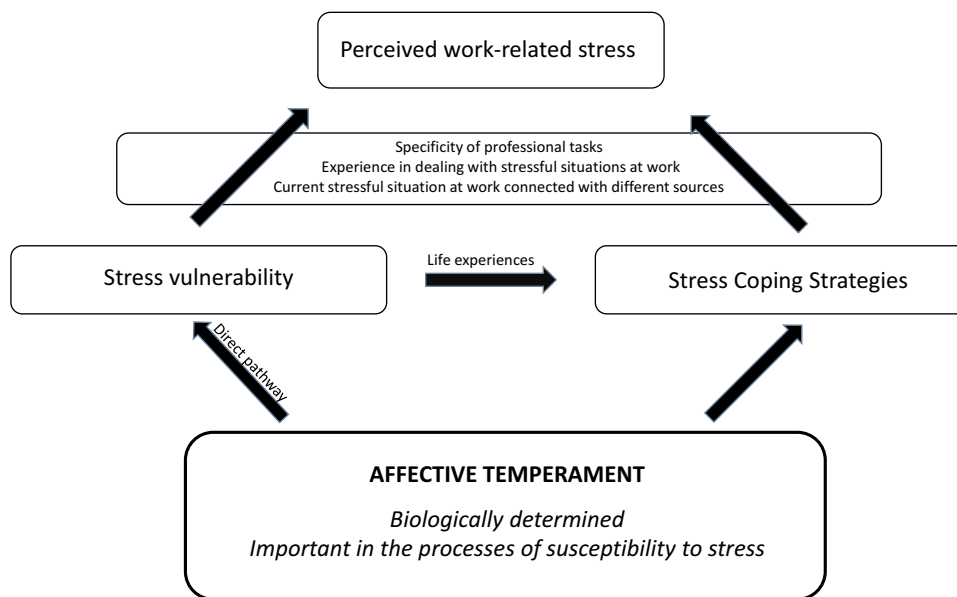 Perceived work-related stress
Specificity of professional tasks
Experience in dealing with stressful situations at work
Current stressful situation at work connected with different sources
Stress vulnerability
Life experiences
Stress Coping Strategies
Direct pathway
AFFECTIVE TEMPERAMENT
Biologically determined
Important in the processes of susceptibility to stress